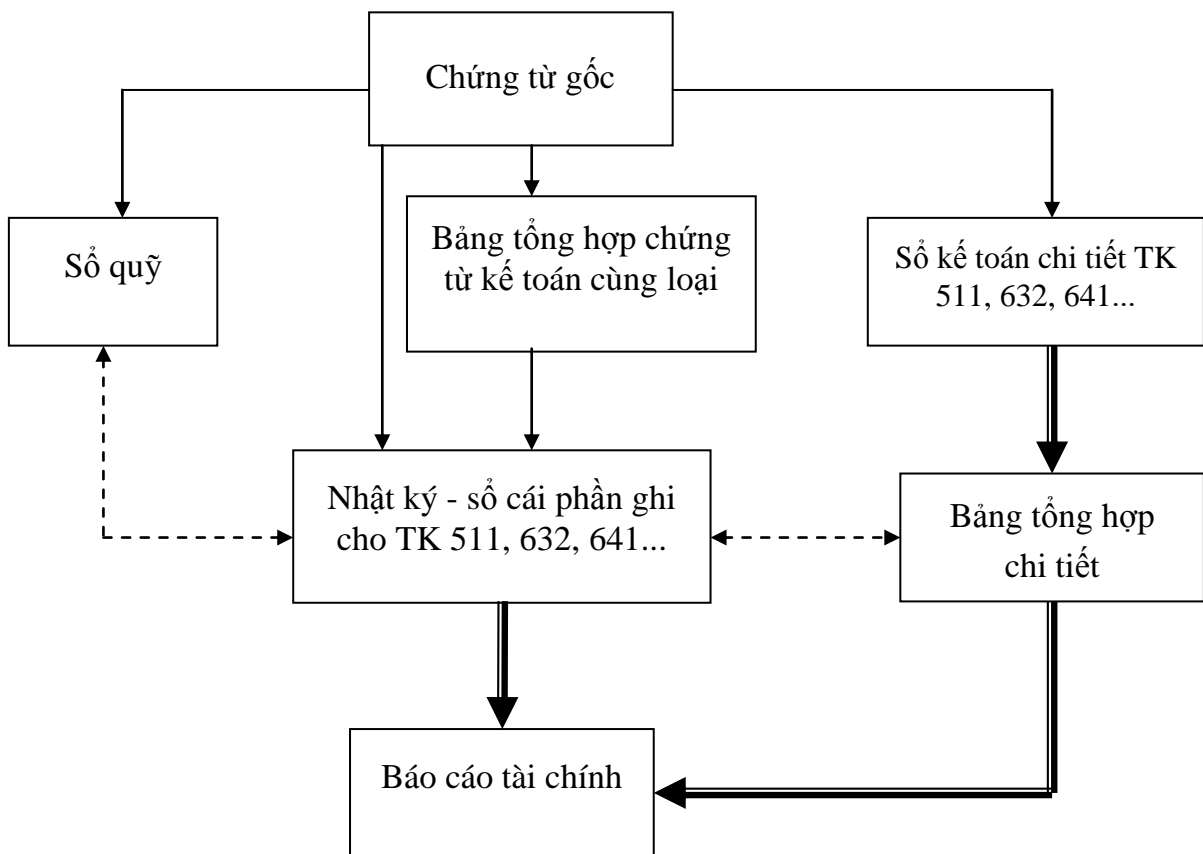 Chứng từ gốc
Sổ quỹ
Bảng tổng hợp chứng
từ kế toán cùng loại
Sổ kế toán chi tiết TK
511, 632, 641...
Nhật ký - sổ cái phần ghi
cho TK 511, 632, 641...
Bảng tổng hợp
chi tiết
Báo cáo tài chính